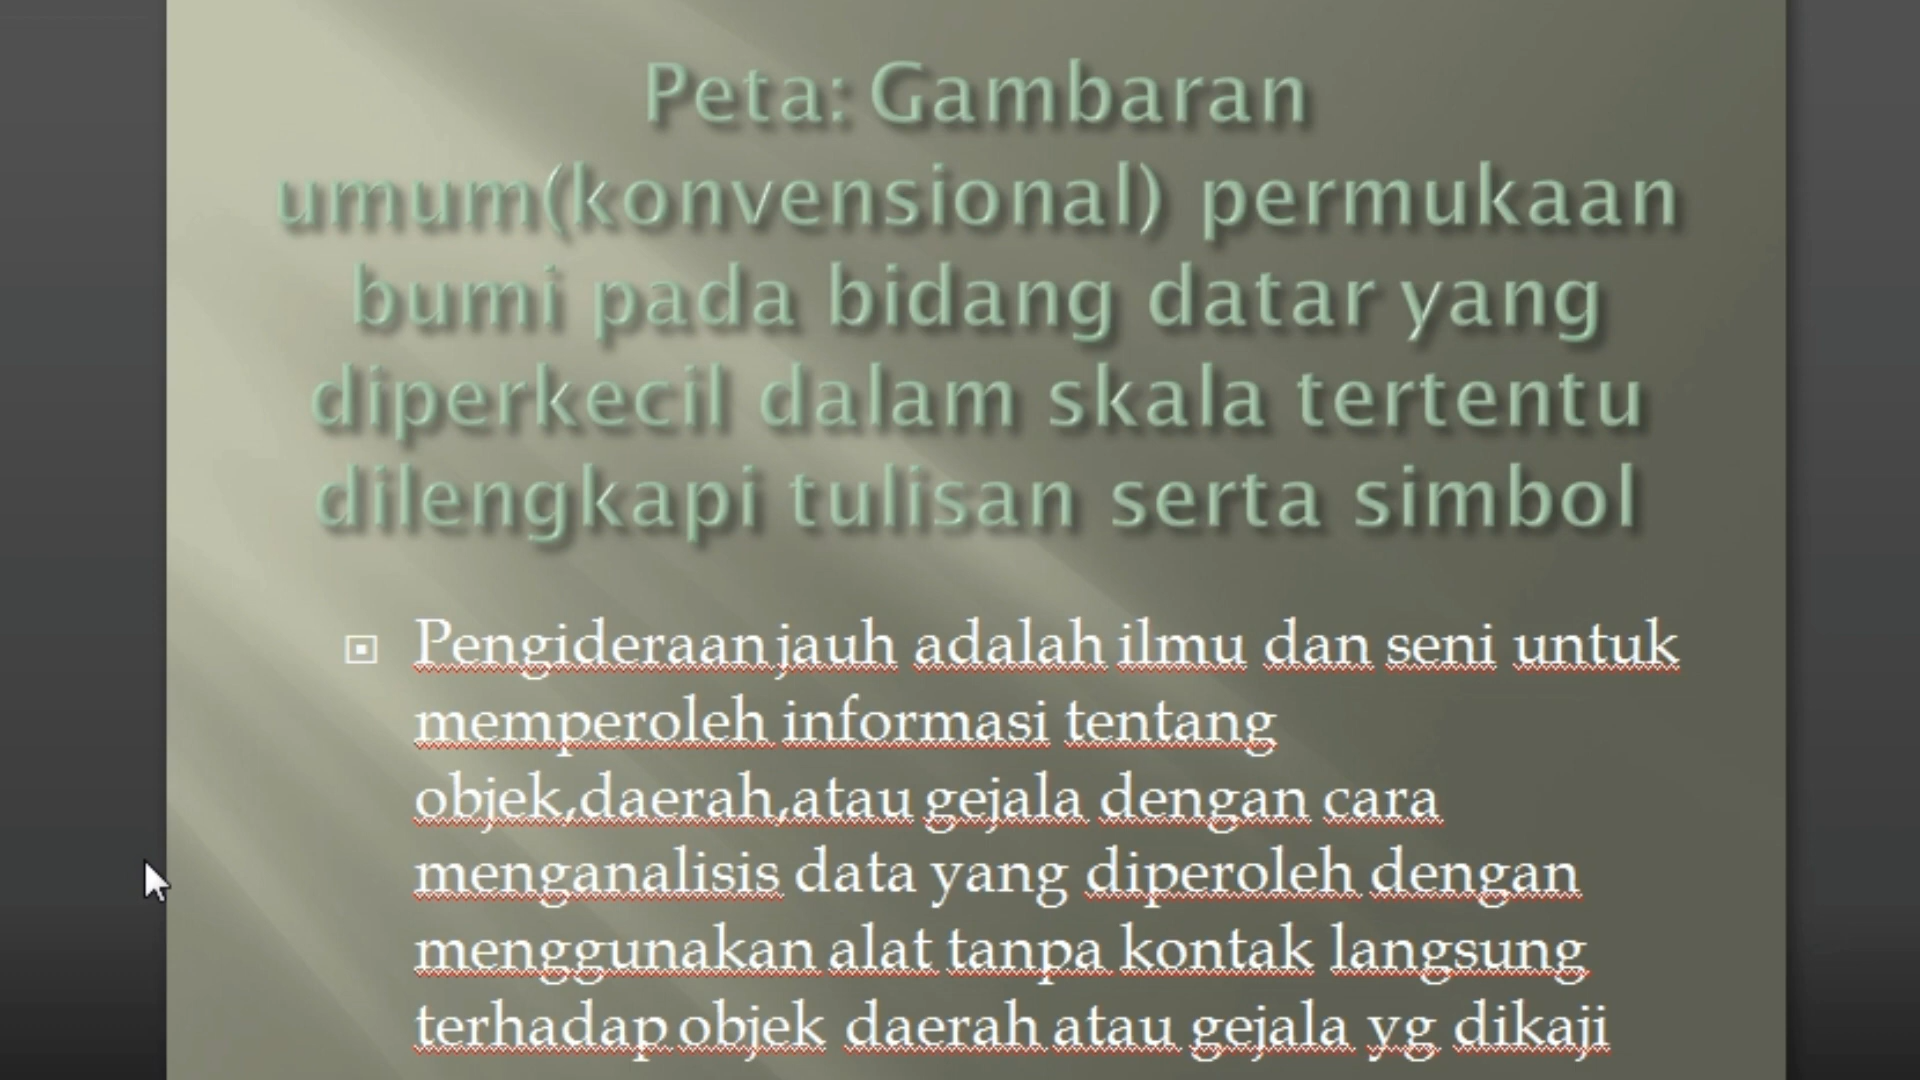 Peta: Gambaran
umum(konvensional) permukaan
bumi pada bidang datar yang
diperkecil dalam skala tertentu
dilengkapi tulisan serta simbol
Pengideraan jauh adalah ilmu dan seni untuk
memperoleh informasi tentang
objek,daerah,atau gejala dengan cara
menganalisis data yang diperoleh dengan
menggunakan alat tanpa kontak langsung
terhadap objek daerah atau gejala yg dikaji